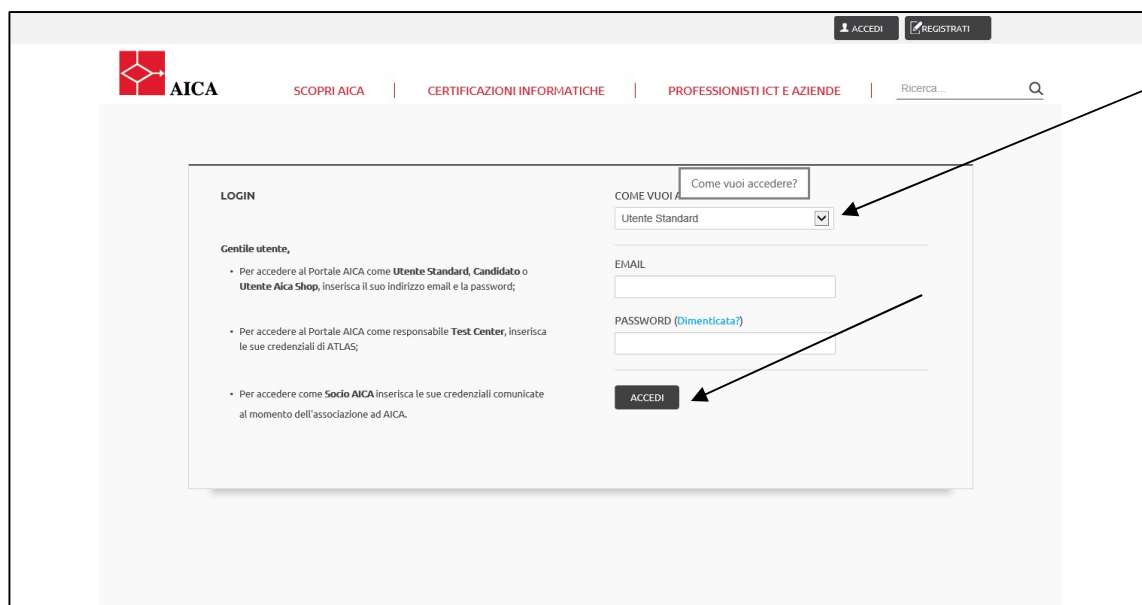 ACCEDI REGISTRATI
AICA SCOPRI AICA CERTIFICAZIONI INFORMATICHE PROFESSIONISTI ICT E AZIENDE Ricerca...
LOGIN
Gentile utente,
• Per accedere al Portale AICA come Utente Standard, Candidato o
Utente Aica Shop, inserisca il suo indirizzo email e la password;
• Per accedere al Portale AICA come responsabile Test Center, inserisca
le sue credenziali di ATLAS;
• Per accedere come Socio AICA inserisca le sue credenziali comunicate
al momento dell'associazione ad AICA.
COME VUOI A
Come vuoi accedere?
Utente Standard
EMAIL
PASSWORD (Dimenticata?)
ACCEDI